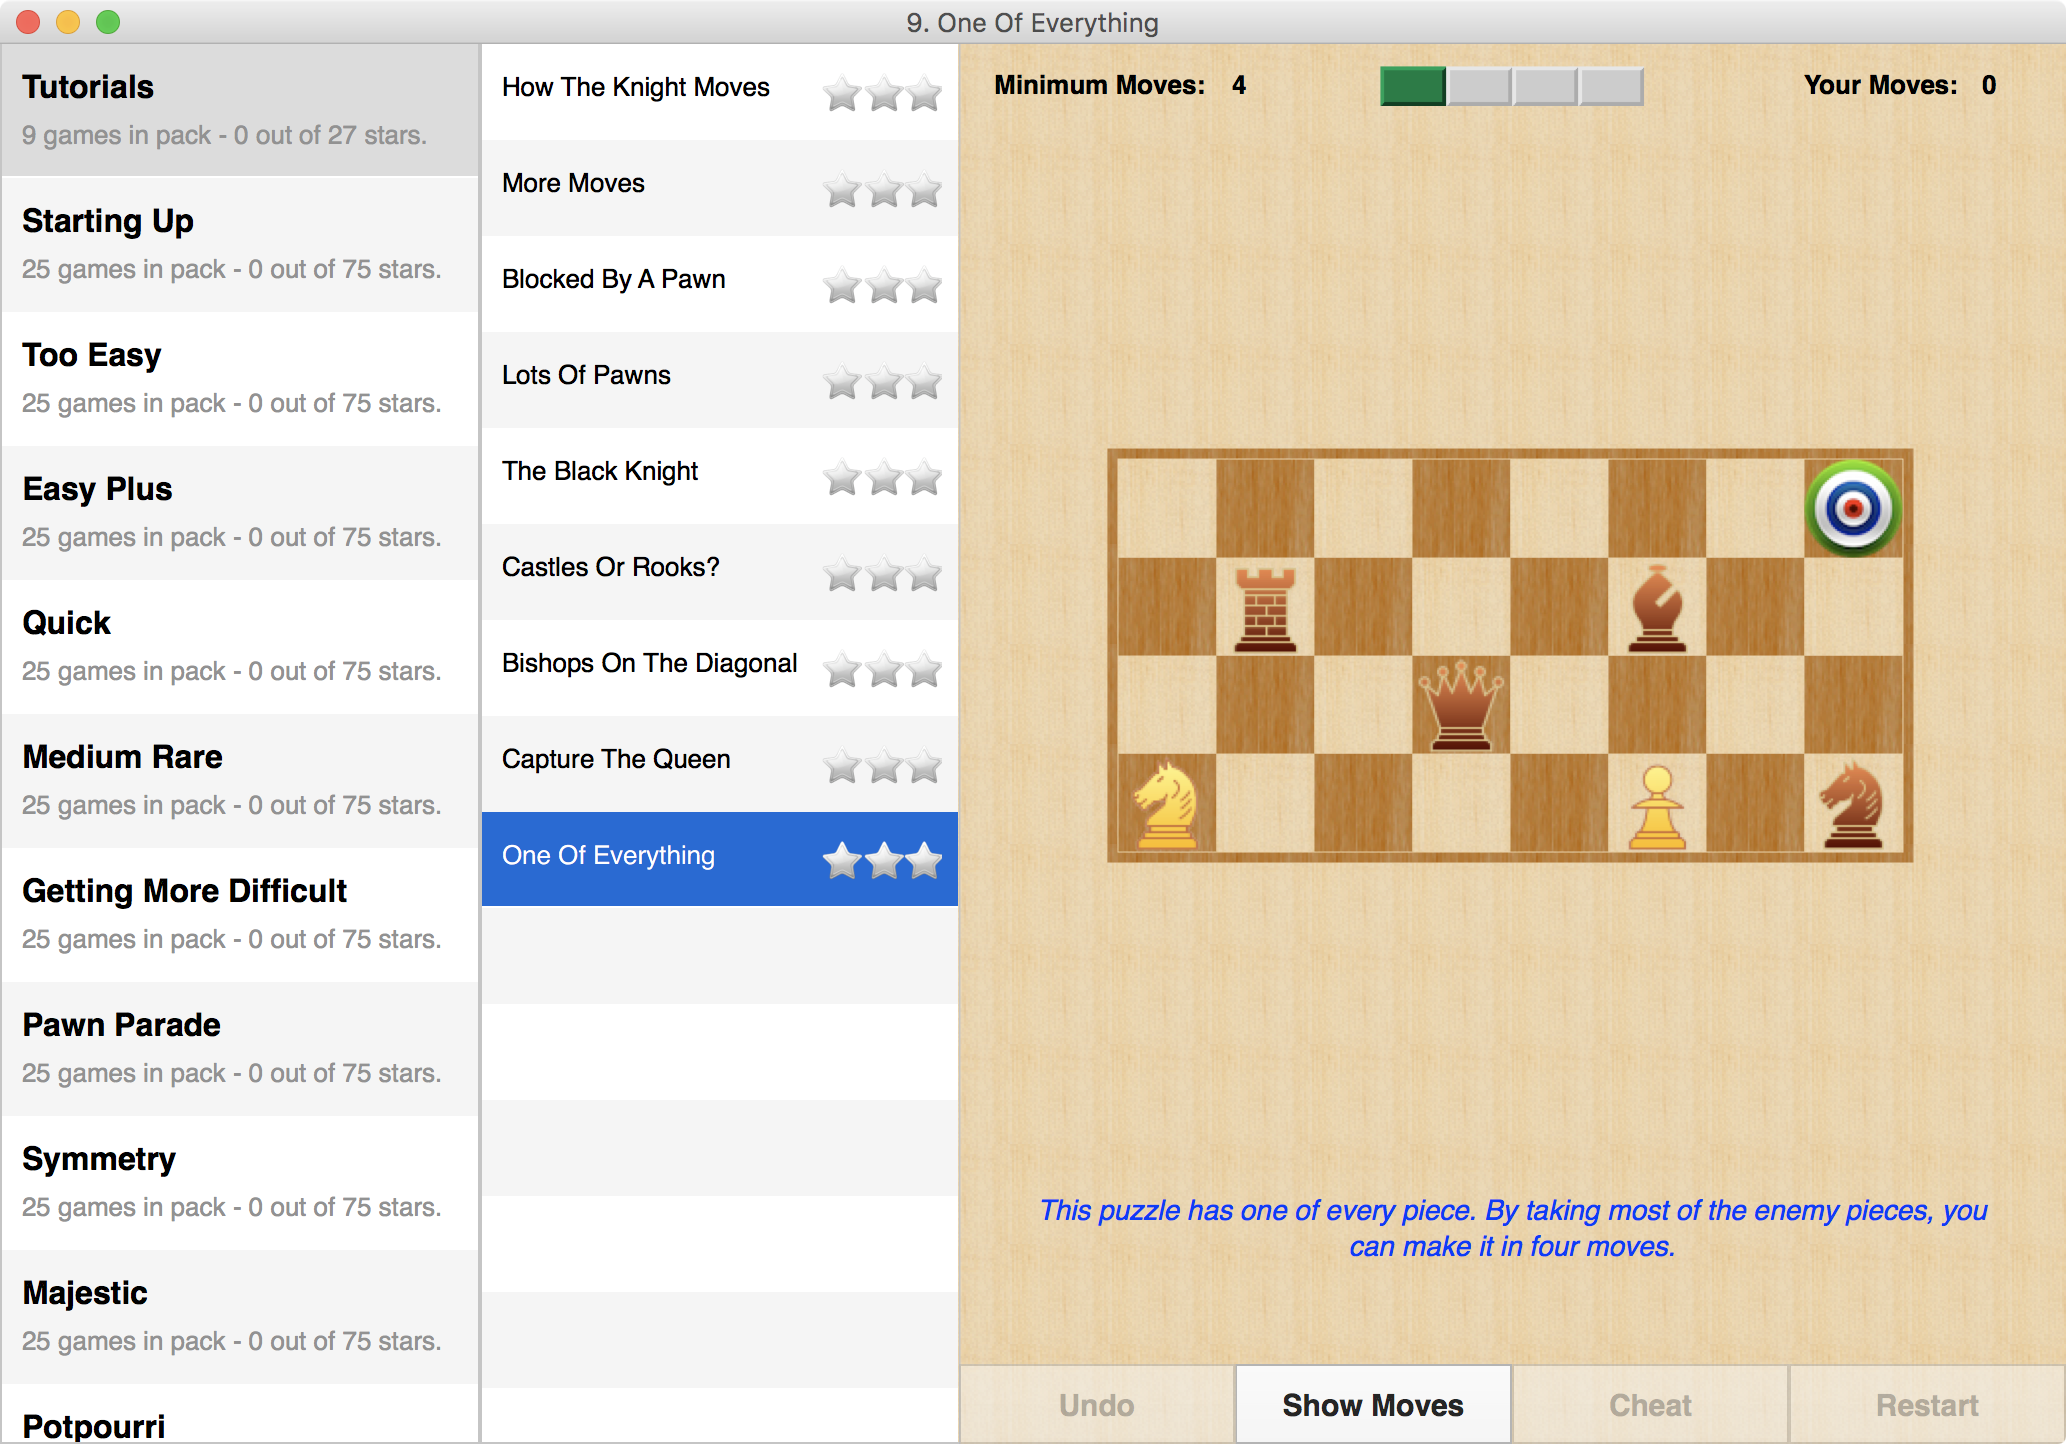 9. One Of Everything
Tutorials
9 games in pack - 0 out of 27 stars.
Starting Up
25 games in pack - 0 out of 75 stars.
Too Easy
25 games in pack - 0 out of 75 stars.
Easy Plus
25 games in pack - 0 out of 75 stars.
Quick
25 games in pack - 0 out of 75 stars.
Medium Rare
25 games in pack - 0 out of 75 stars.
Getting More Difficult
25 games in pack - 0 out of 75 stars.
Pawn Parade
25 games in pack - 0 out of 75 stars.
Symmetry
25 games in pack - 0 out of 75 stars.
Majestic
25 games in pack - 0 out of 75 stars.
Potpourri
How The Knight Moves
More Moves
Blocked By A Pawn
Lots Of Pawns
The Black Knight
Castles Or Rooks?
Bishops On The Diagonal
Capture The Queen
One Of Everything
Minimum Moves: 4
Your Moves: 0
This puzzle has one of every piece. By taking most of the enemy pieces, you
can make it in four moves.
Undo
Show Moves
Cheat
Restart